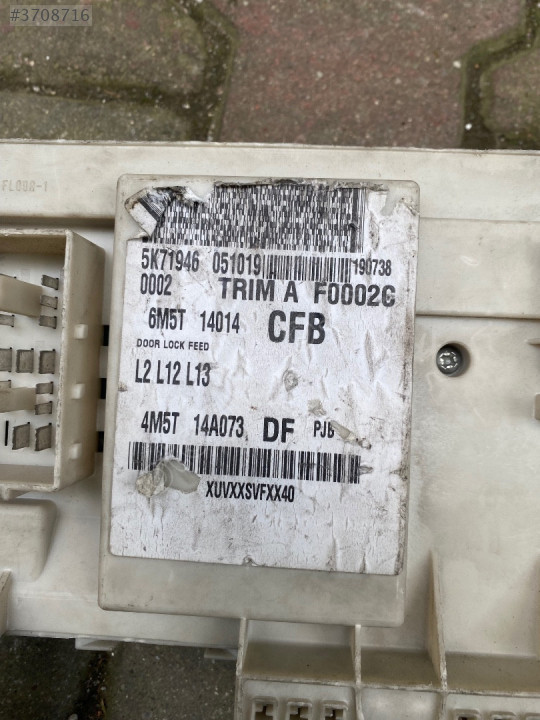 #3708716
FLOBA-1
5K71946 051019 190738
0002 TRIM A F0002C
6M5T 14014 CFB
DOOR LOCK FEED
L2 L12 L13
4M5T 14A073 DF PJB
XUVXXSVFXX40